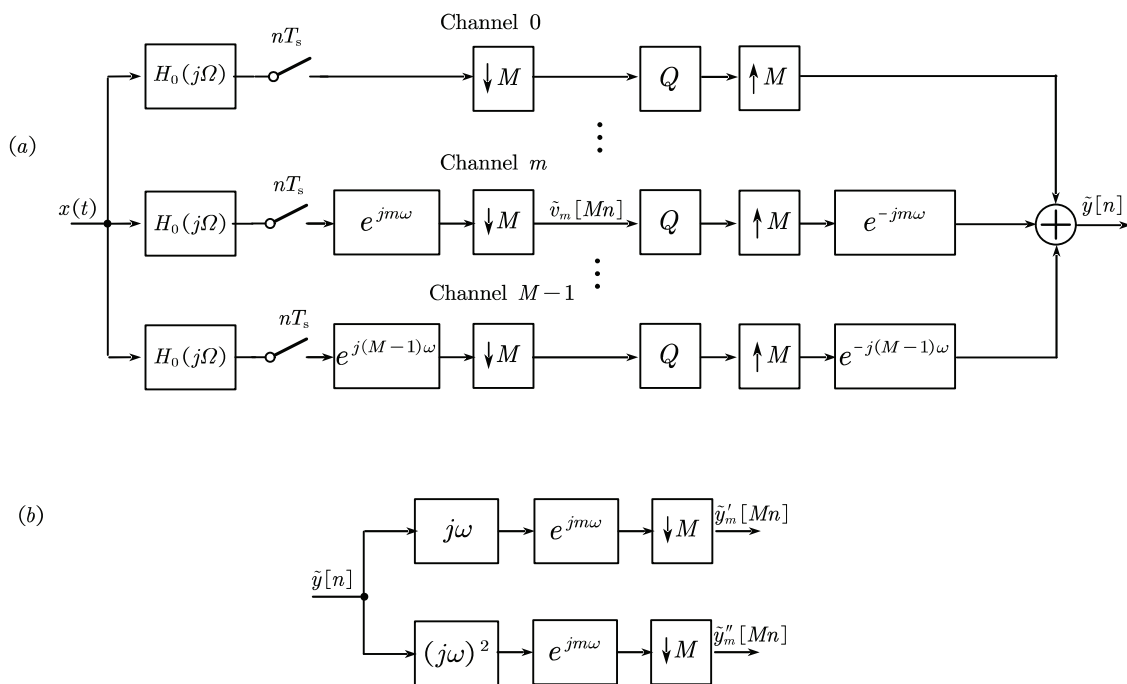 (a)
Channel 0
H₀(jΩ) nTₛ ↓M Q ↑M
Channel m
x(t) H₀(jΩ) nTₛ e^{jmω} ↓M ṽₘ[Mn] Q ↑M e^{-jmω} + ỹ[n]
Channel M−1
H₀(jΩ) nTₛ e^{j(M−1)ω} ↓M Q ↑M e^{-j(M−1)ω}
(b)
jω e^{jmω} ↓M ỹ′ₘ[Mn]
ỹ[n]
(jω)² e^{jmω} ↓M ỹ″ₘ[Mn]